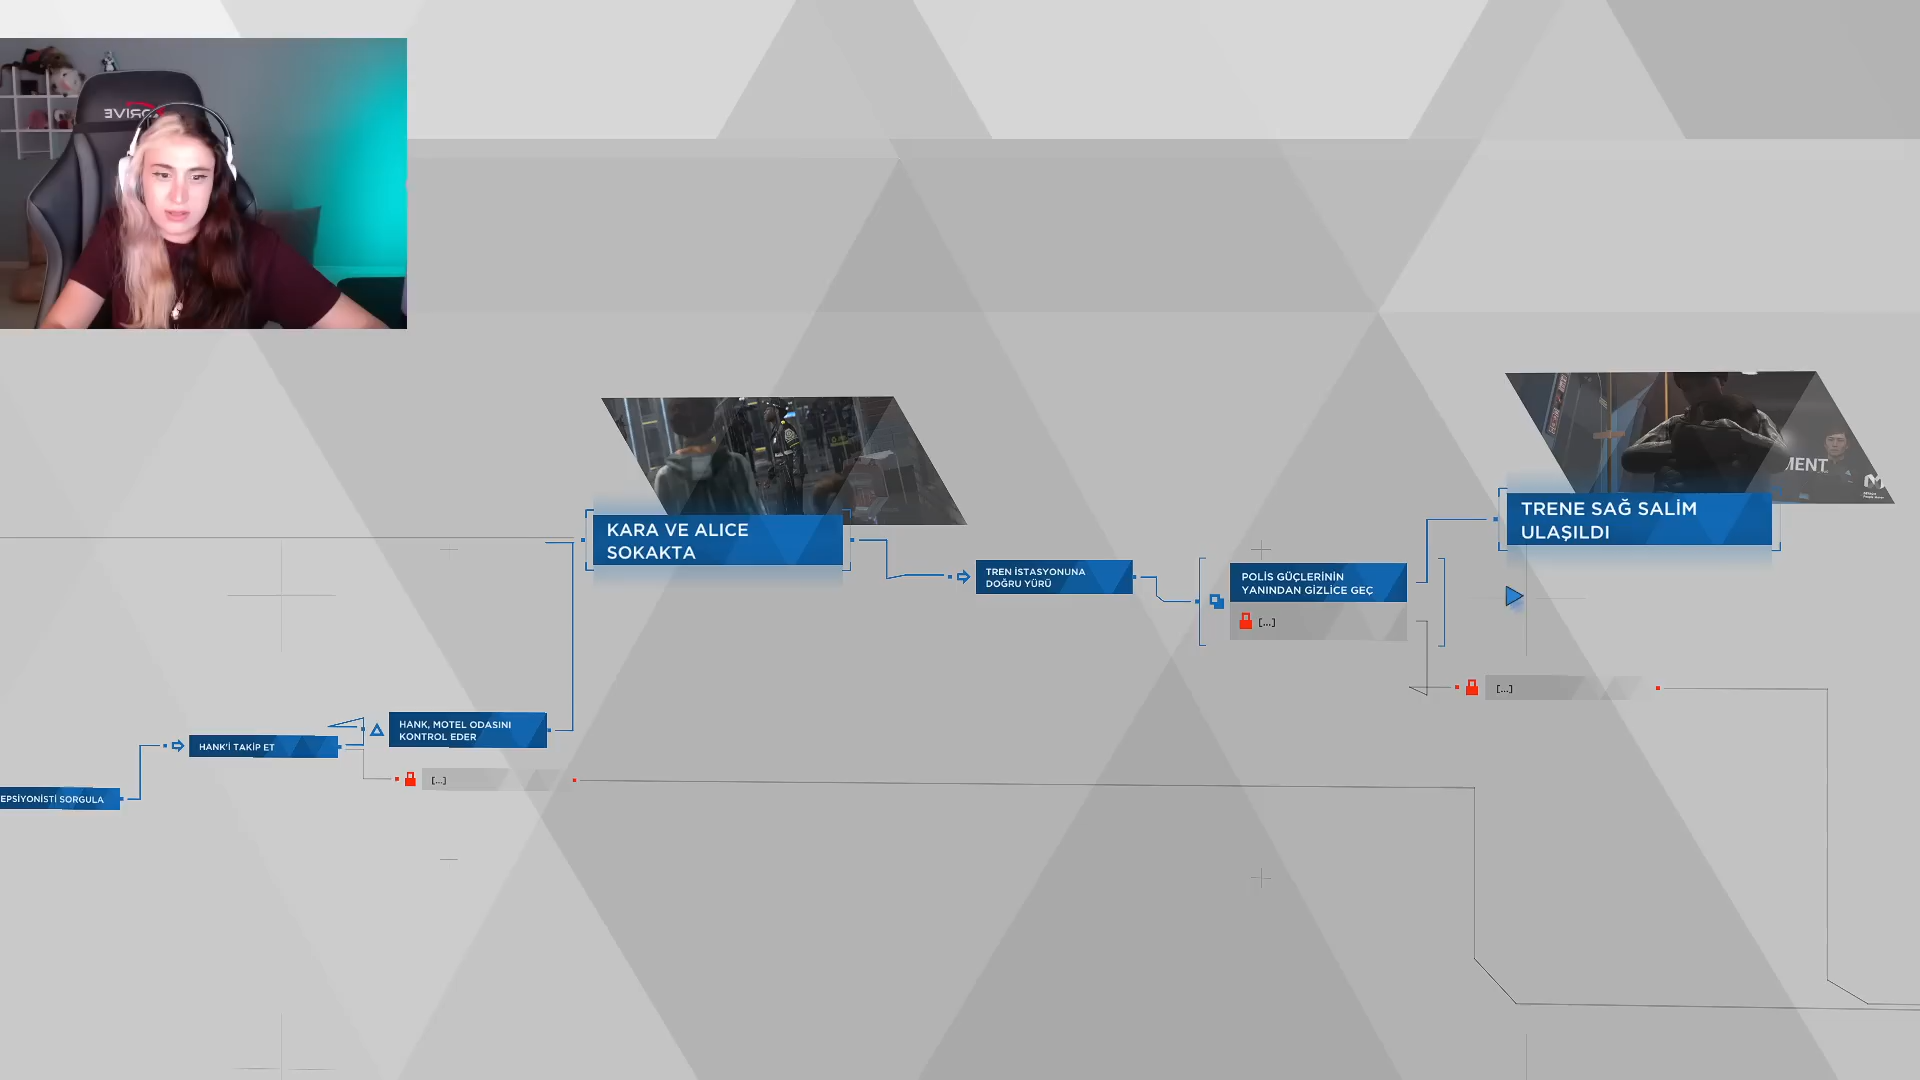 DRIVE
KARA VE ALICE
SOKAKTA
TREN İSTASYONUNA
DOĞRU YÜRÜ
POLİS GÜÇLERİNİN
YANINDAN GİZLİCE GEÇ
[...]
MENT
TRENE SAĞ SALİM
ULAŞILDI
[...]
HANK, MOTEL ODASINI
KONTROL EDER
HANK'İ TAKİP ET
[...]
EPSİYONİSTİ SORGULA